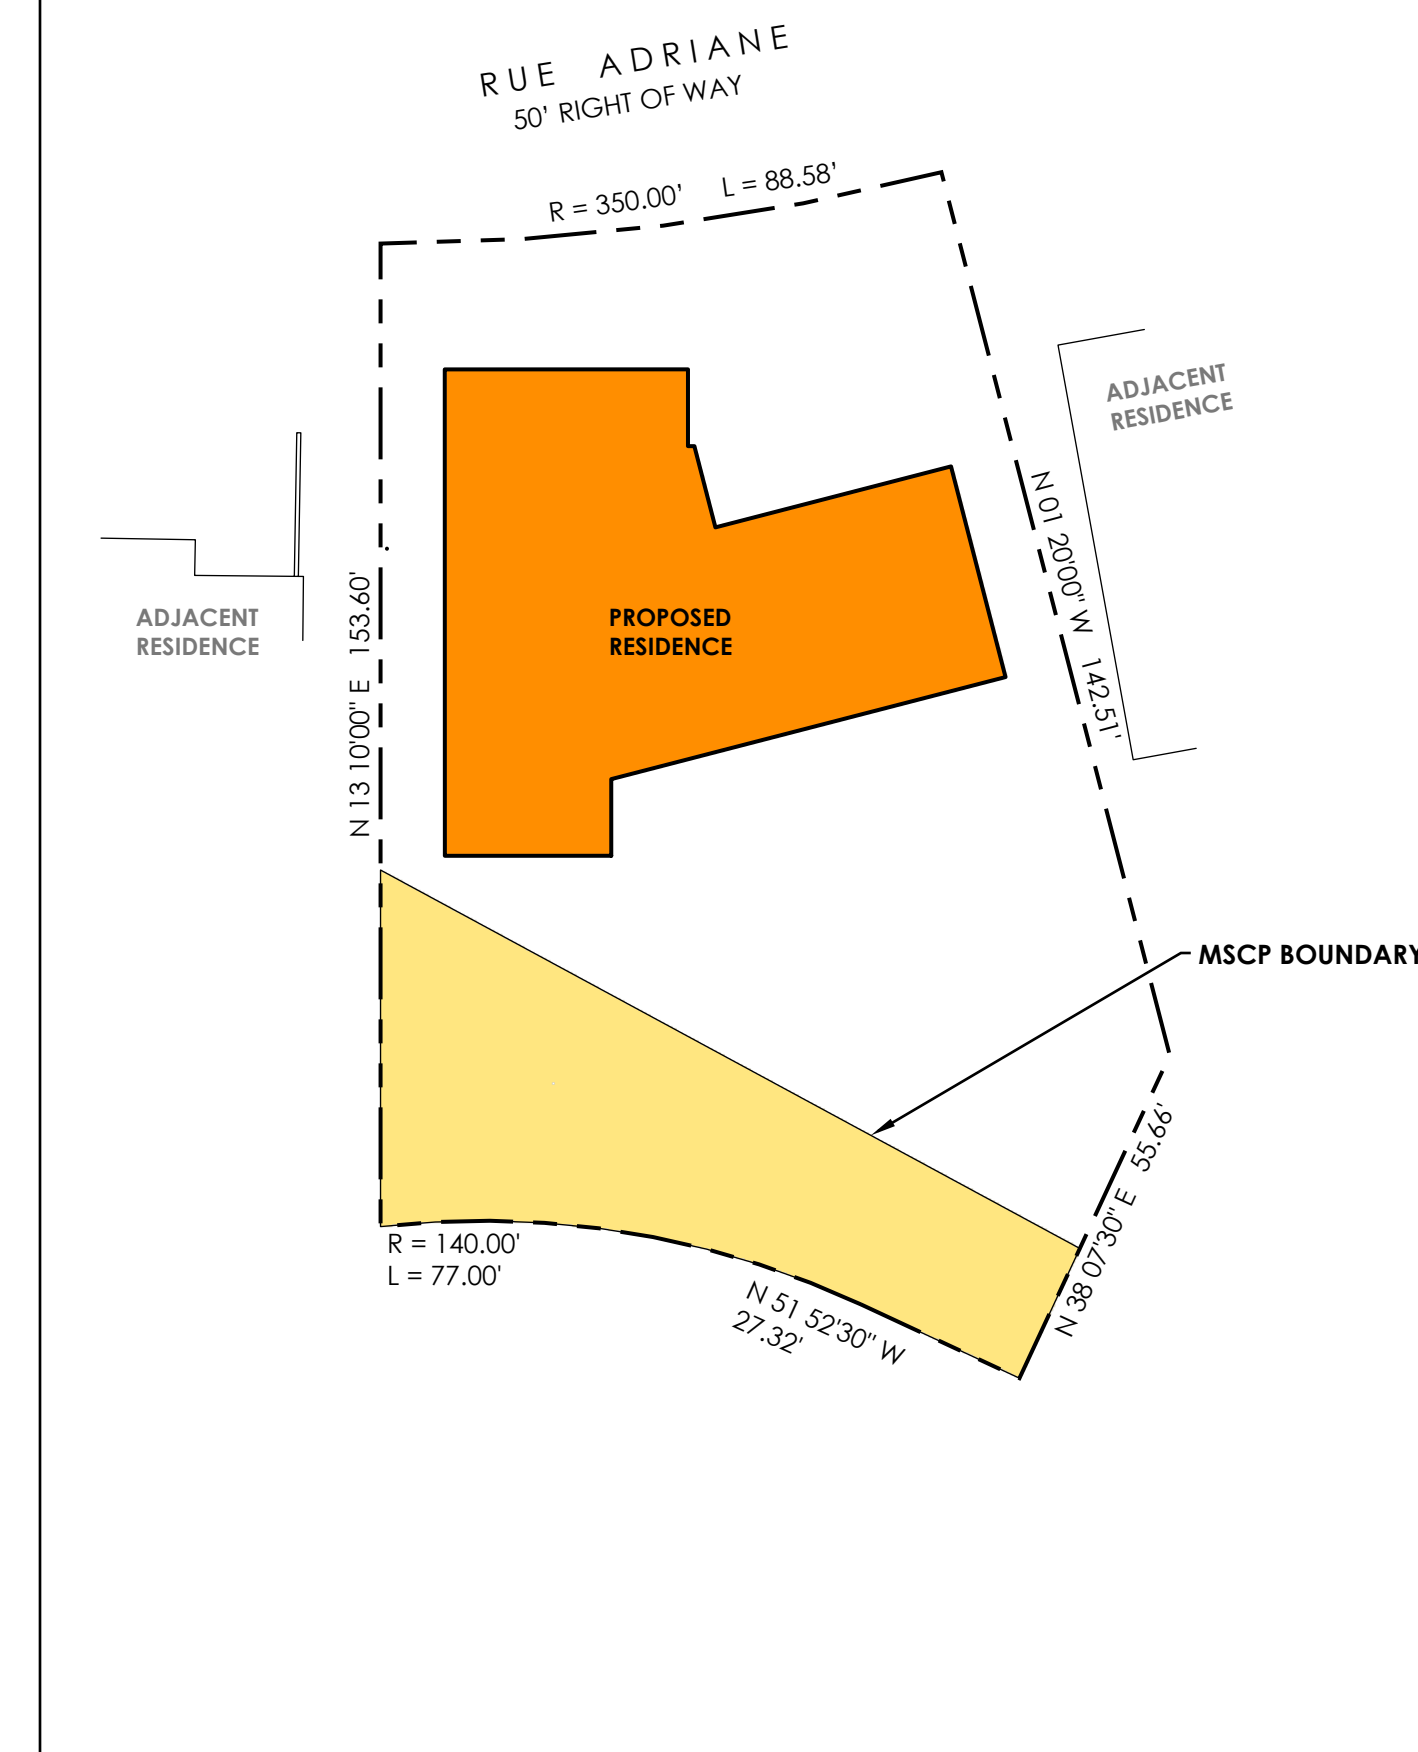 RUE ADRIANE
50' RIGHT OF WAY
R = 350.00' L = 88.58'
ADJACENT
RESIDENCE
N 01 20'00" W 142.51'
N 13 10'00" E 153.60'
ADJACENT
RESIDENCE
PROPOSED
RESIDENCE
MSCP BOUNDARY
N 38 07'30" E 55.66'
R = 140.00'
L = 77.00'
N 51 52'30" W
27.32'